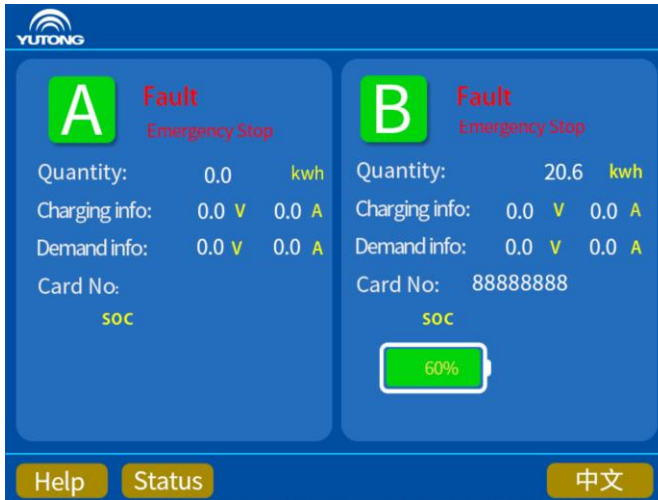 YUTONG
A
Fault
Emergency Stop
Quantity: 0.0 kwh
Charging info: 0.0 V 0.0 A
Demand info: 0.0 V 0.0 A
Card No:
SOC
B
Fault
Emergency Stop
Quantity: 20.6 kwh
Charging info: 0.0 V 0.0 A
Demand info: 0.0 V 0.0 A
Card No: 88888888
SOC
60%
Help Status 中文